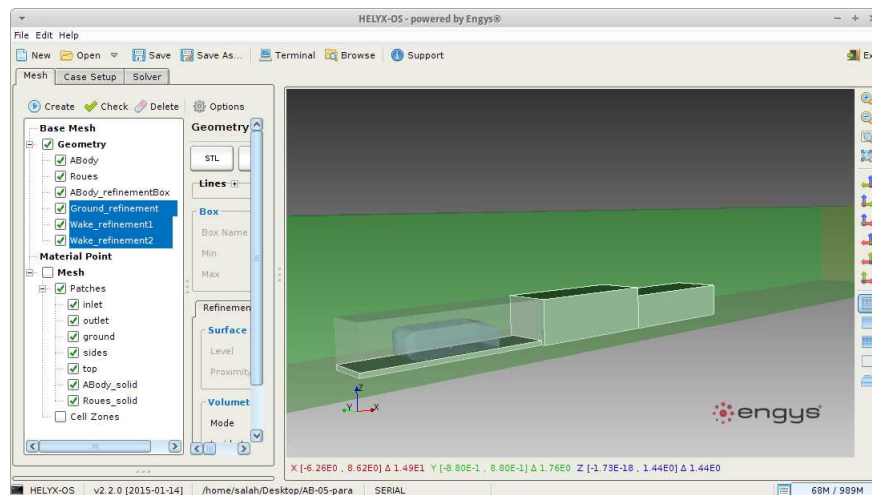 HELYX-OS - powered by Engys®
File Edit Help
New Open Save Save As... Terminal Browse Support
Mesh Case Setup Solver
Create Check Delete Options
Base Mesh
Geometry
ABody
Roues
ABody_refinementBox
Ground_refinement
Wake_refinement1
Wake_refinement2
Material Point
Mesh
Patches
inlet
outlet
ground
sides
top
ABody_solid
Roues_solid
Cell Zones
Geometry
STL
Lines
Box
Box Name
Min
Max
Refinemen
Surface
Level
Proximity
Volumet
Mode
Z
Y X
engys
X [-6.26E0 , 8.62E0] Δ 1.49E1 Y [-8.80E-1 , 8.80E-1] Δ 1.76E0 Z [-1.73E-18 , 1.44E0] Δ 1.44E0
HELYX-OS v2.2.0 [2015-01-14] /home/salah/Desktop/AB-05-para SERIAL 68M / 989M